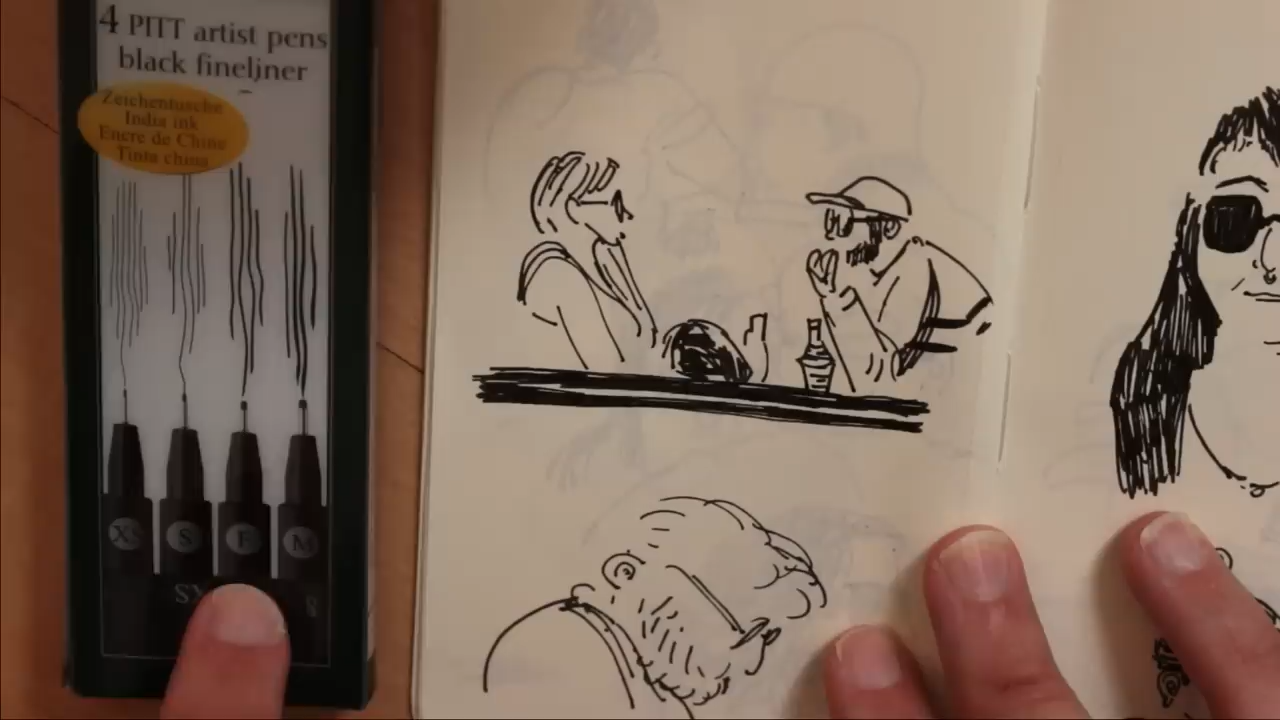 4 PITT artist pens
black fineliner
Zeichentusche
India ink
Encre de Chine
Tinta china
XS
S
F
M